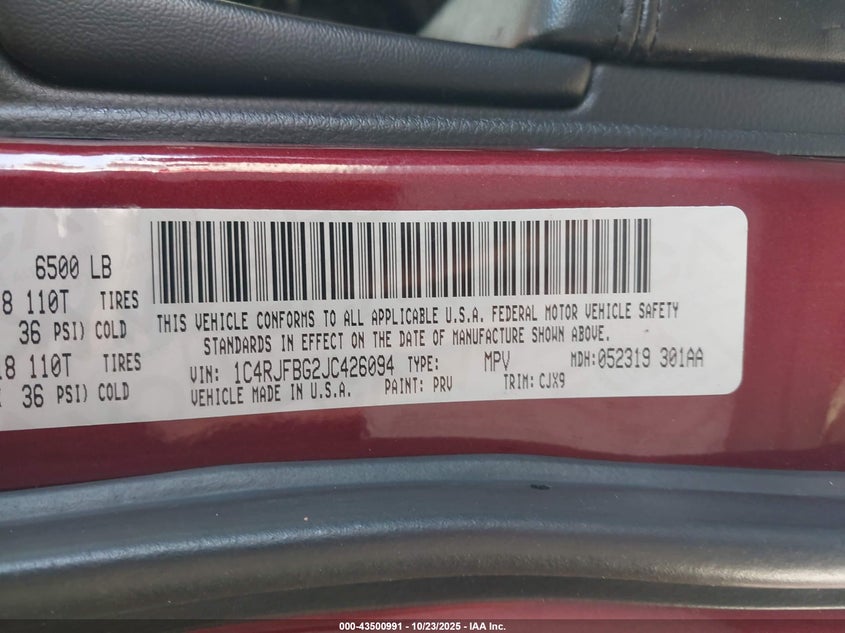 6500 LB
8 110T TIRES
36 PSI) COLD
18 110T TIRES
36 PSI) COLD
THIS VEHICLE CONFORMS TO ALL APPLICABLE U.S.A. FEDERAL MOTOR VEHICLE SAFETY
STANDARDS IN EFFECT ON THE DATE OF MANUFACTURE SHOWN ABOVE.
VIN: 1C4RJFBG2JC426094 TYPE: MPV MDH:052319 301AA
VEHICLE MADE IN U.S.A. PAINT: PRV TRIM: CJX9
000-43500991 - 10/23/2025 - IAA Inc.